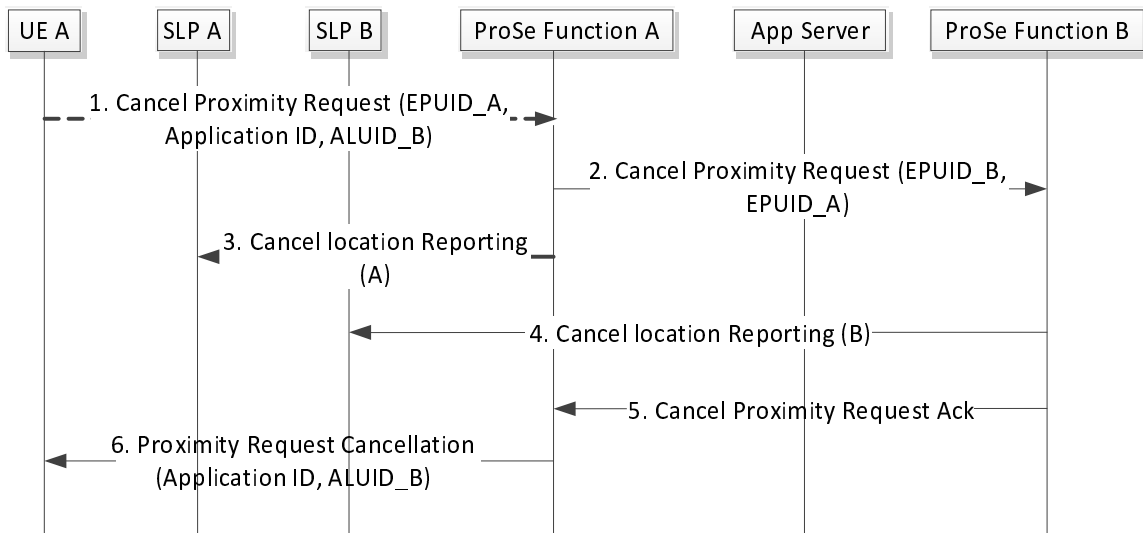 UE A
SLP A
SLP B
ProSe Function A
App Server
ProSe Function B
1. Cancel Proximity Request (EPUID_A,
Application ID, ALUID_B)
2. Cancel Proximity Request (EPUID_B,
EPUID_A)
3. Cancel location Reporting
(A)
4. Cancel location Reporting (B)
5. Cancel Proximity Request Ack
6. Proximity Request Cancellation
(Application ID, ALUID_B)